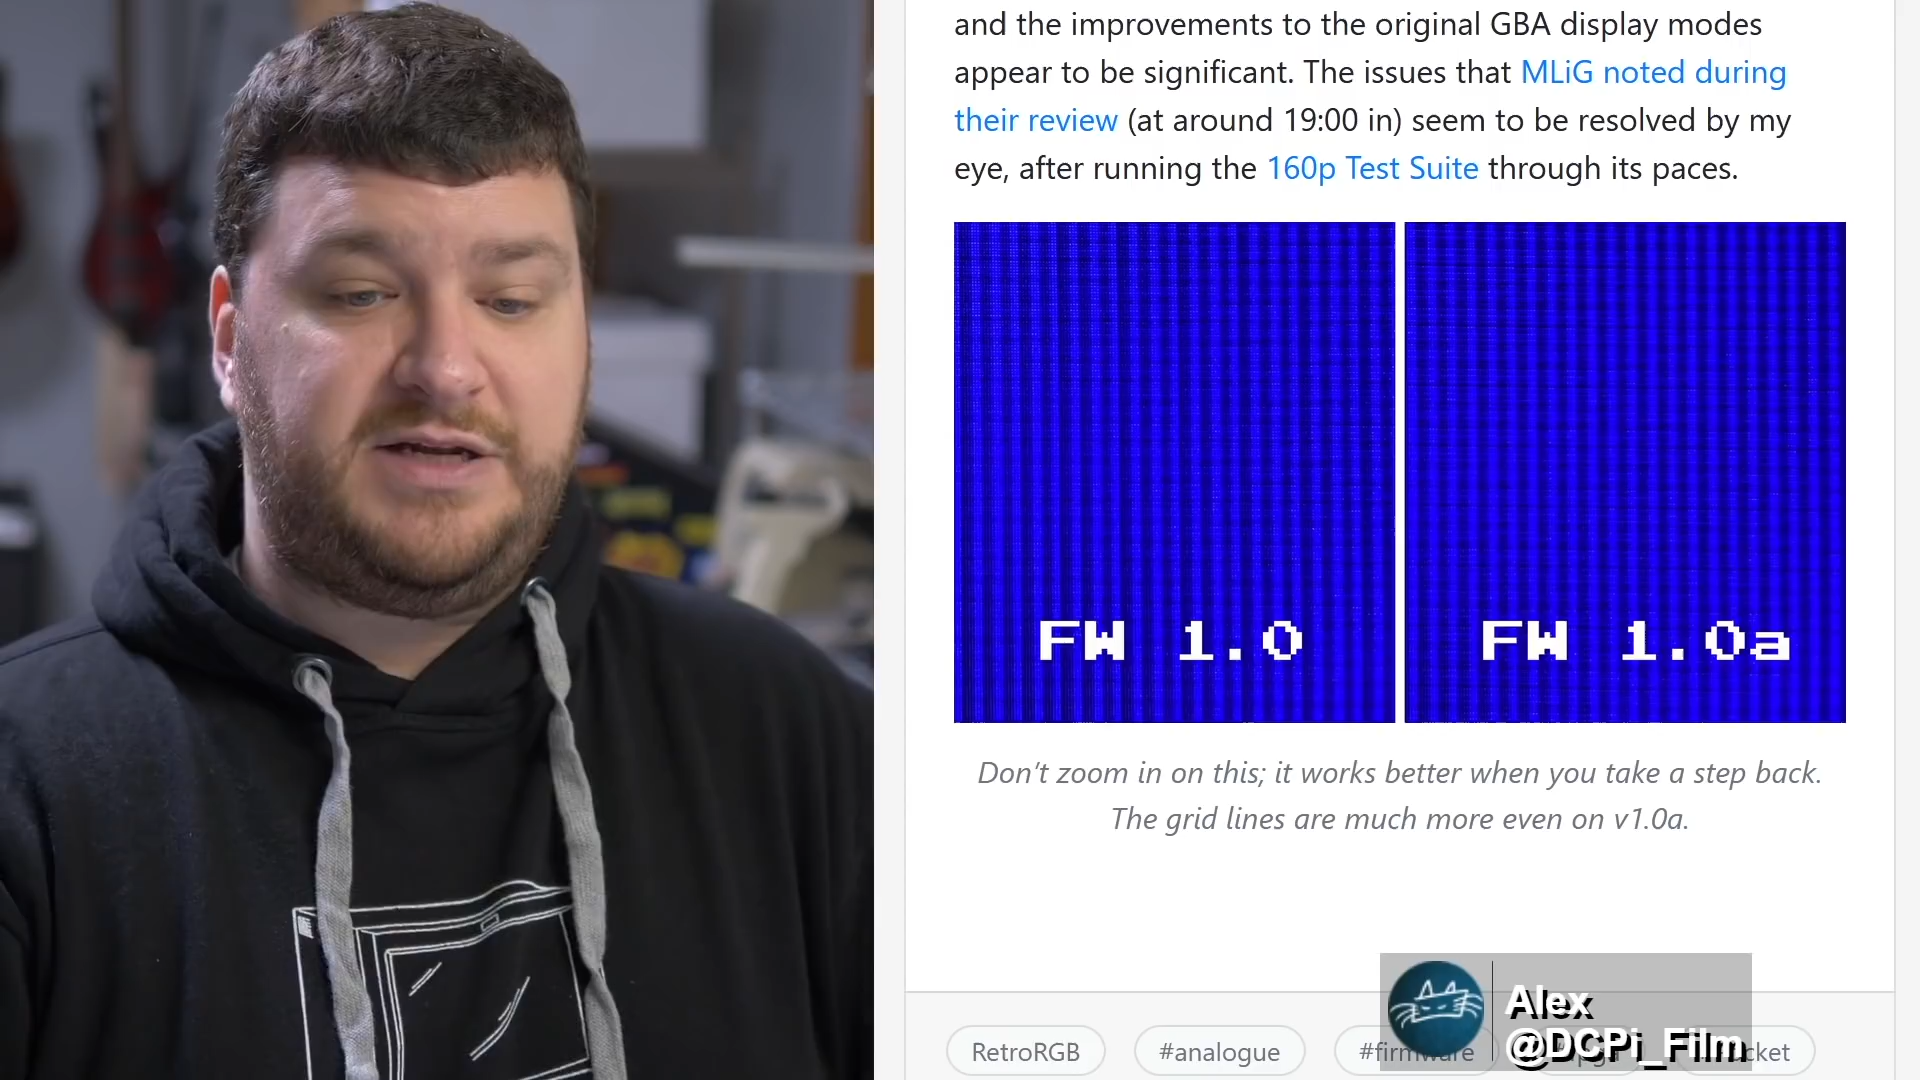 and the improvements to the original GBA display modes
appear to be significant. The issues that MLiG noted during
their review (at around 19:00 in) seem to be resolved by my
eye, after running the 160p Test Suite through its paces.
FW 1.0
FW 1.0a
Don’t zoom in on this; it works better when you take a step back.
The grid lines are much more even on v1.0a.
RetroRGB
#analogue
#firmware
Alex
@DCPi_Film